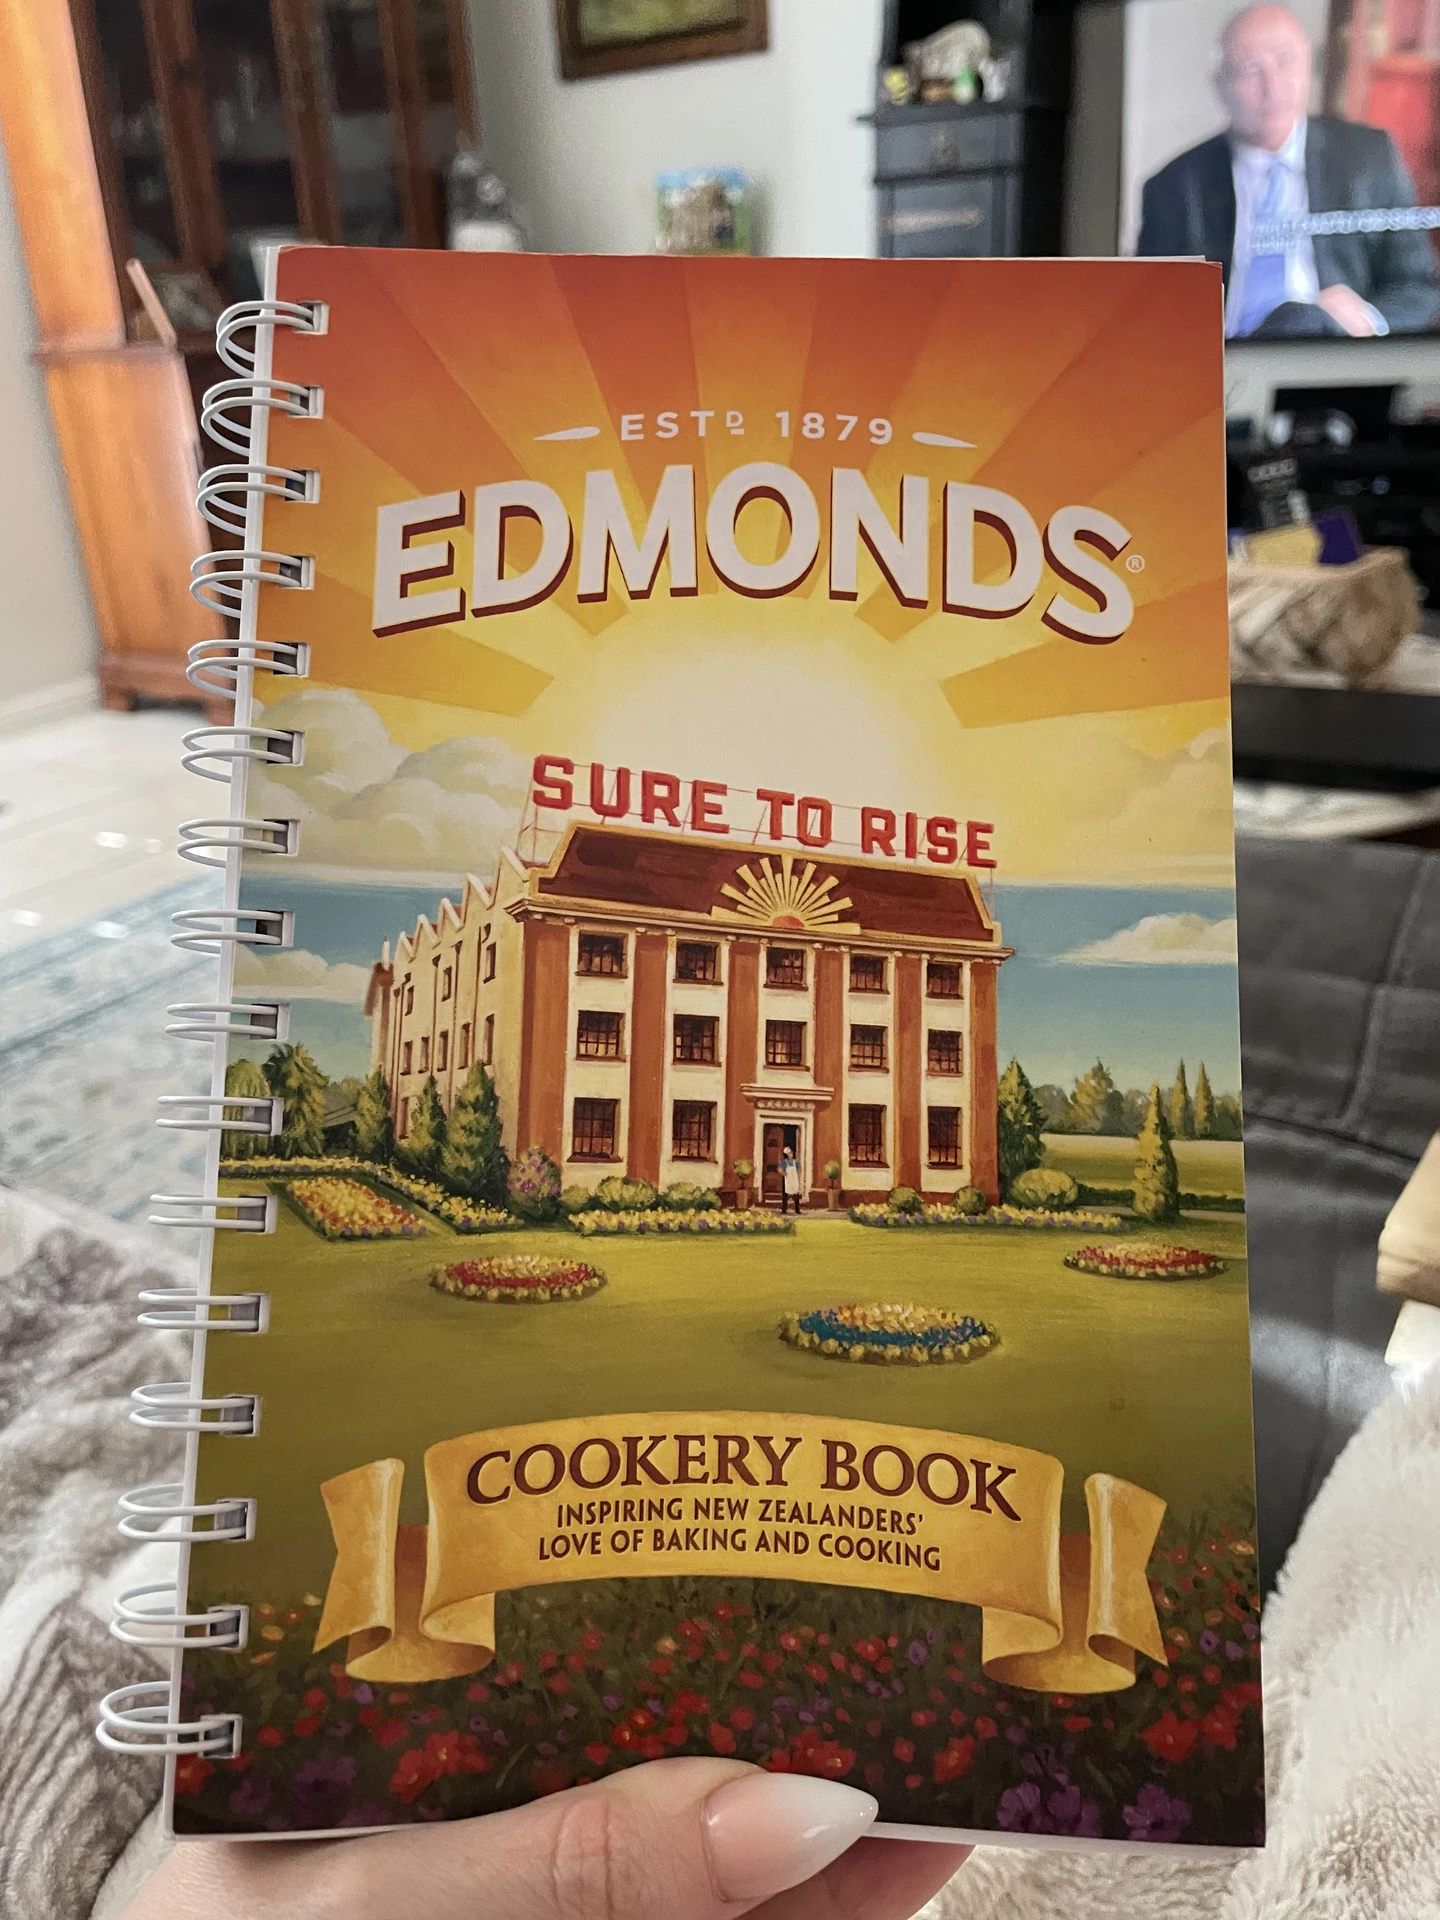 ESTD 1879
EDMONDS®
SURE TO RISE
COOKERY BOOK
INSPIRING NEW ZEALANDERS'
LOVE OF BAKING AND COOKING